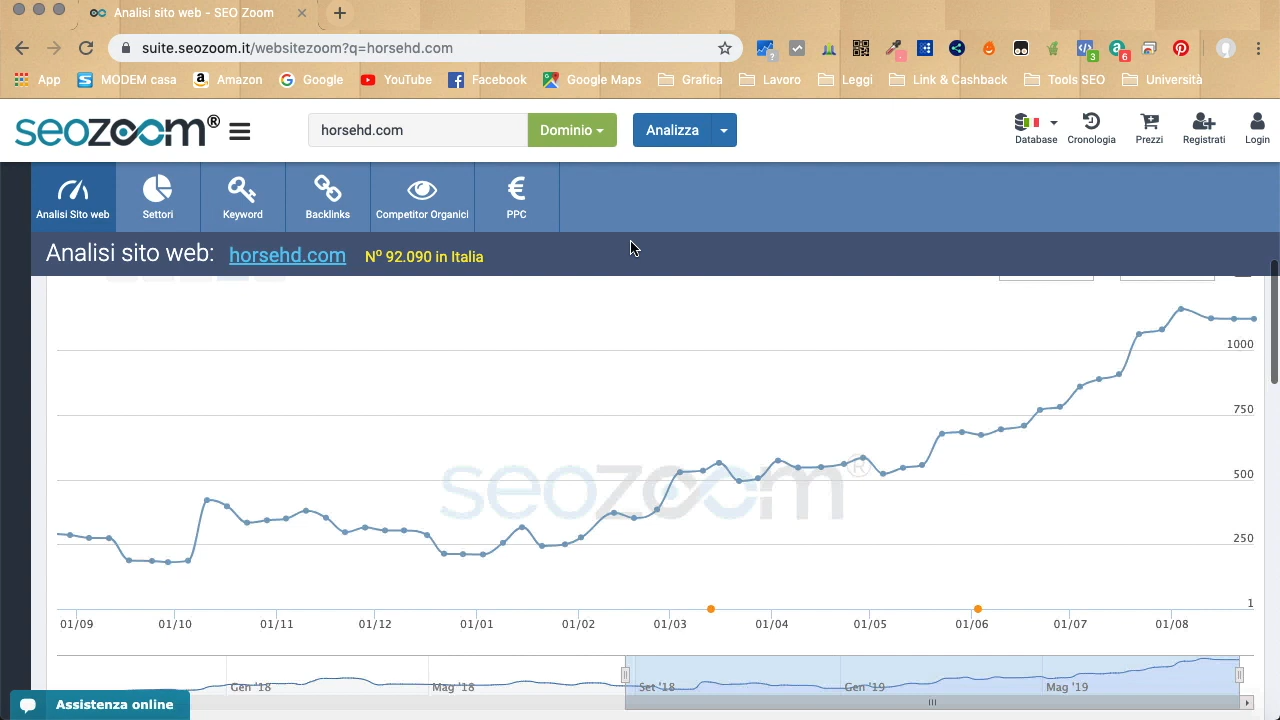 Analisi sito web - SEO Zoom
suite.seozoom.it/websitezoom?q=horsehd.com
?
3
6
App
MODEM casa
Amazon
Google
YouTube
Facebook
Google Maps
Grafica
Lavoro
Leggi
Link & Cashback
Tools SEO
Università
seozoom®
horsehd.com
Dominio
Analizza
Database
Cronologia
Prezzi
Registrati
Login
Analisi Sito web
Settori
Keyword
Backlinks
Competitor Organici
PPC
Analisi sito web: horsehd.com N° 92.090 in Italia
1000
750
500
250
1
seozoom®
01/09 01/10 01/11 01/12 01/01 01/02 01/03 01/04 01/05 01/06 01/07 01/08
Gen '18 Mag '18 Set '18 Gen '19 Mag '19
Assistenza online